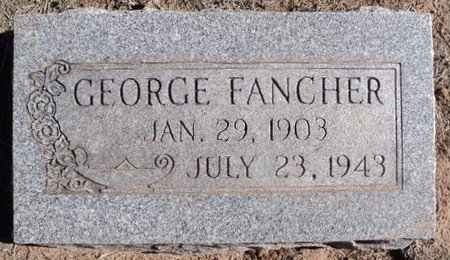 GEORGE FANCHER
JAN. 29, 1903
JULY 23, 1943